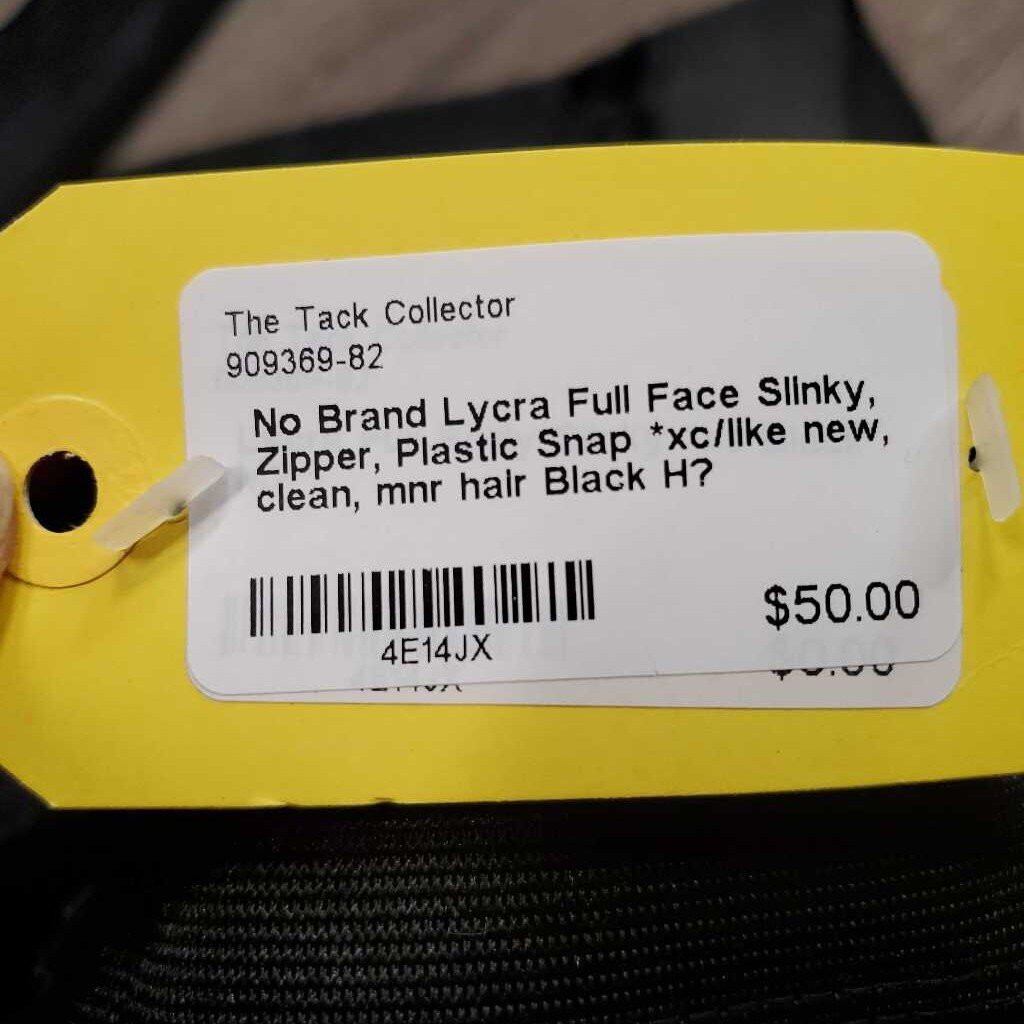 The Tack Collector
909369-82
No Brand Lycra Full Face Slinky,
Zipper, Plastic Snap *xc/like new,
clean, mnr hair Black H?
4E14JX
$50.00